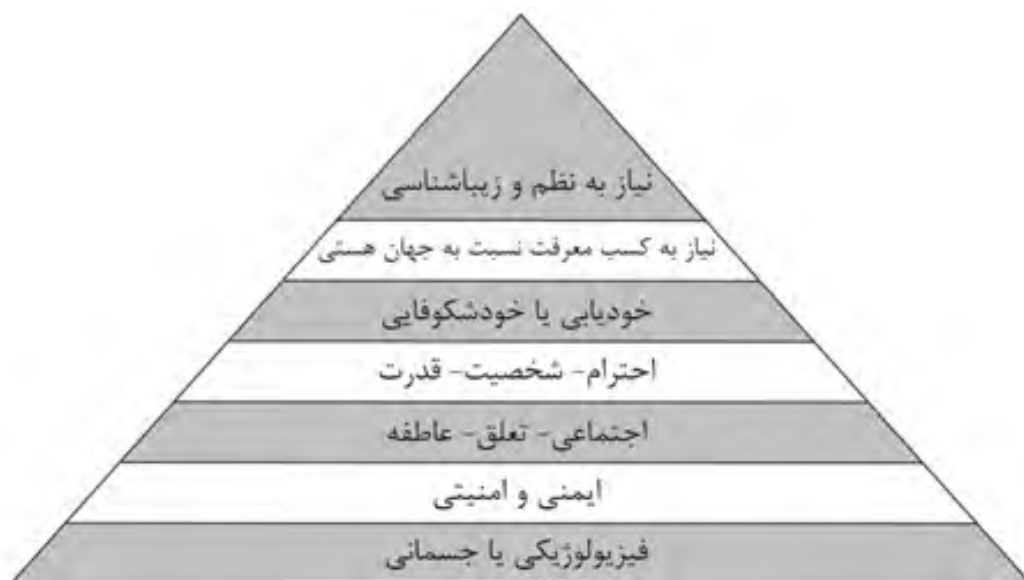 نیاز به نظم و زیباشناسی
نیاز به کسب معرفت نسبت به جهان هستی
خودیابی یا خودشکوفایی
احترام- شخصیت- قدرت
اجتماعی- تعلق- عاطفه
ایمنی و امنیتی
فیزیولوژیکی یا جسمانی